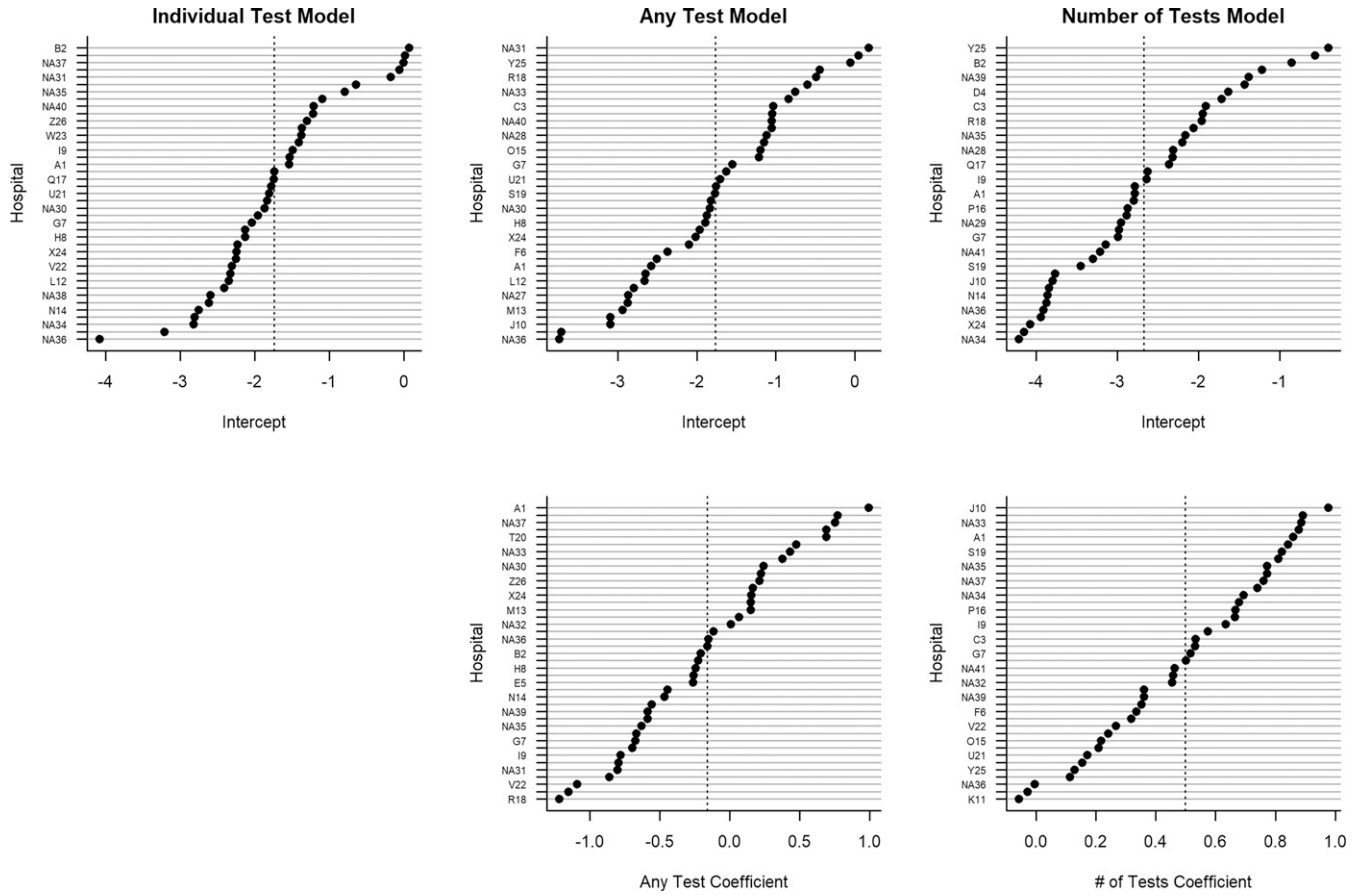 Individual Test Model
Any Test Model
Number of Tests Model
Hospital
B2
NA37
NA31
NA35
NA40
Z26
W23
I9
A1
Q17
U21
NA30
G7
H8
X24
V22
L12
NA38
N14
NA34
NA36
-4 -3 -2 -1 0
Intercept
Hospital
NA31
Y25
R18
NA33
C3
NA40
NA28
O15
G7
U21
S19
NA30
H8
X24
F6
A1
L12
NA27
M13
J10
NA36
-3 -2 -1 0
Intercept
Hospital
Y25
B2
NA39
D4
C3
R18
NA35
NA28
Q17
I9
A1
P16
NA29
G7
NA41
S19
J10
N14
NA36
X24
NA34
-4 -3 -2 -1
Intercept
Hospital
A1
NA37
T20
NA33
NA30
Z26
X24
M13
NA32
NA36
B2
H8
E5
N14
NA39
NA35
G7
I9
NA31
V22
R18
-1.0 -0.5 0.0 0.5 1.0
Any Test Coefficient
Hospital
J10
NA33
A1
S19
NA35
NA37
NA34
P16
I9
C3
G7
NA41
NA32
NA39
F6
V22
O15
U21
Y25
NA36
K11
0.0 0.2 0.4 0.6 0.8 1.0
# of Tests Coefficient